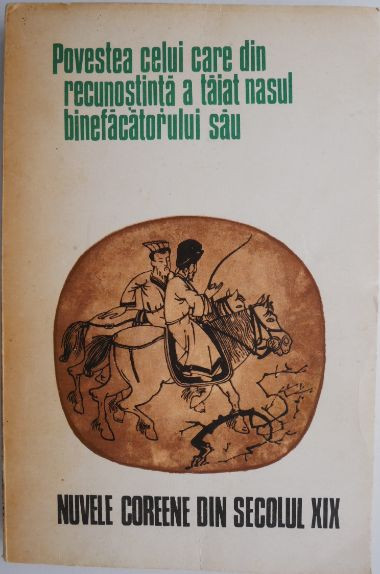 Povestea celui care din
recunoștință a tăiat nasul
binefăcătorului său
NUVELE COREENE DIN SECOLUL XIX